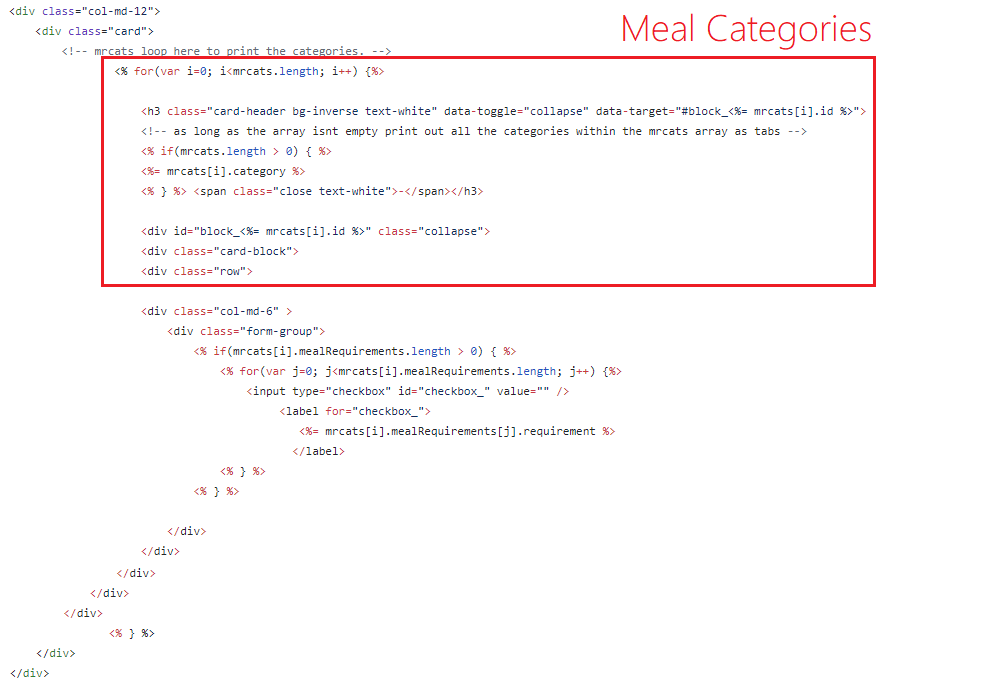 <div class="col-md-12">
<div class="card">
Meal Categories
<!-- mrcats loop here to print the categories. -->
<% for(var i=0; i<mrcats.length; i++) {%>
<h3 class="card-header bg-inverse text-white" data-toggle="collapse" data-target="#block_<%= mrcats[i].id %>">
<!-- as long as the array isnt empty print out all the categories within the mrcats array as tabs -->
<% if(mrcats.length > 0) { %>
<%= mrcats[i].category %>
<% } %> <span class="close text-white">-</span></h3>
<div id="block_<%= mrcats[i].id %>" class="collapse">
<div class="card-block">
<div class="row">
<div class="col-md-6" >
<div class="form-group">
<% if(mrcats[i].mealRequirements.length > 0) { %>
<% for(var j=0; j<mrcats[i].mealRequirements.length; j++) {%>
<input type="checkbox" id="checkbox_" value="" />
<label for="checkbox_">
<%= mrcats[i].mealRequirements[j].requirement %>
</label>
<% } %>
<% } %>
</div>
</div>
</div>
</div>
</div>
<% } %>
</div>
</div>